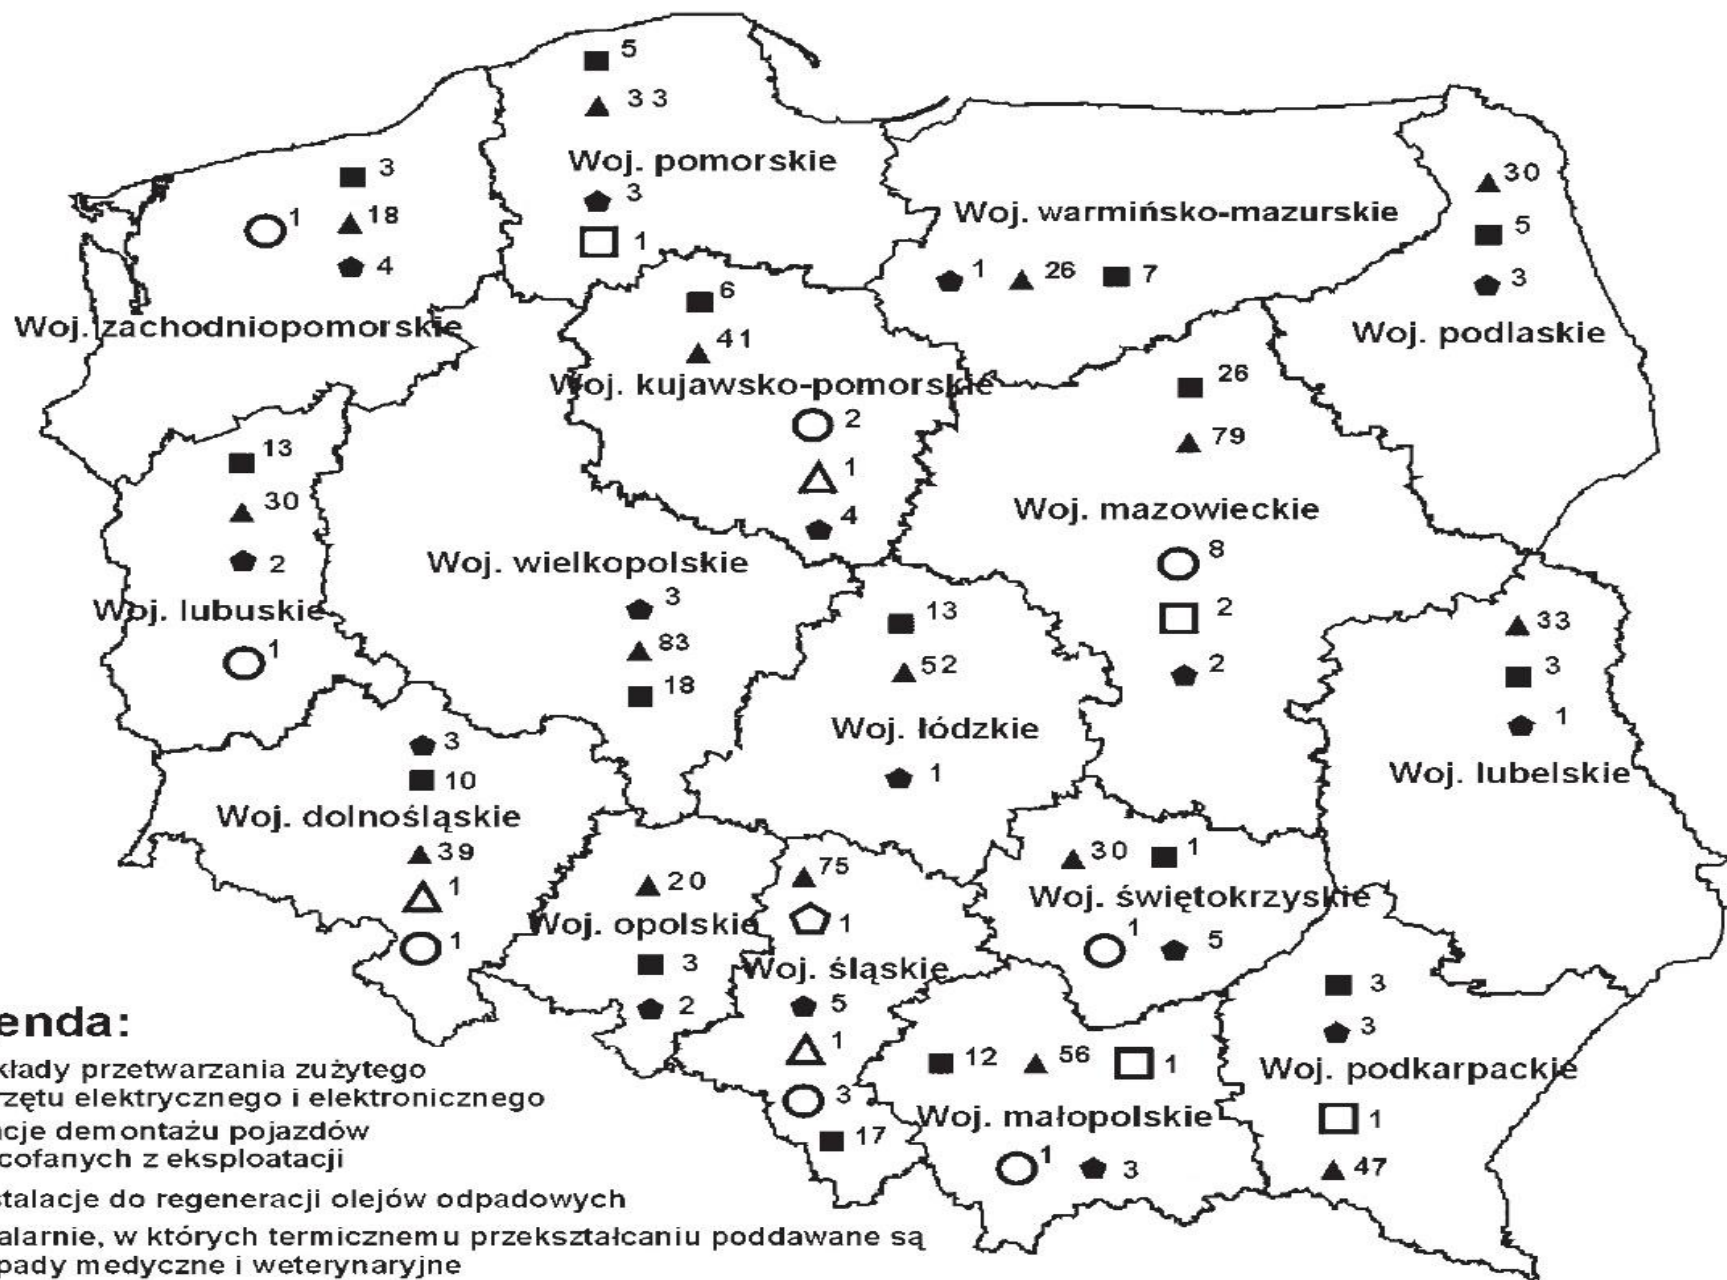 5
33
Woj. pomorskie
3
1
3
1
18
4
Woj. zachodniopomorskie
Woj. warmińsko-mazurskie
1 26 7
30
5
3
Woj. podlaskie
6
41
Woj. kujawsko-pomorskie
2
1
4
26
79
Woj. mazowieckie
8
2
2
13
30
2
Woj. lubuskie
1
Woj. wielkopolskie
3
83
18
13
52
Woj. łódzkie
1
33
3
1
Woj. lubelskie
3
10
Woj. dolnośląskie
39
1
1
20
Woj. opolskie
3
2
75
1
Woj. śląskie
5
1
3
17
30 1
Woj. świętokrzyskie
1 5
12 56 1
Woj. małopolskie
1 3
3
3
Woj. podkarpackie
1
47
enda:
kłady przetwarzania zużytego
rzętu elektrycznego i elektronicznego
cje demontażu pojazdów
cofanych z eksploatacji
stalacje do regeneracji olejów odpadowych
alarnie, w których termicznemu przekształcaniu poddawane są
pady medyczne i weterynaryjne